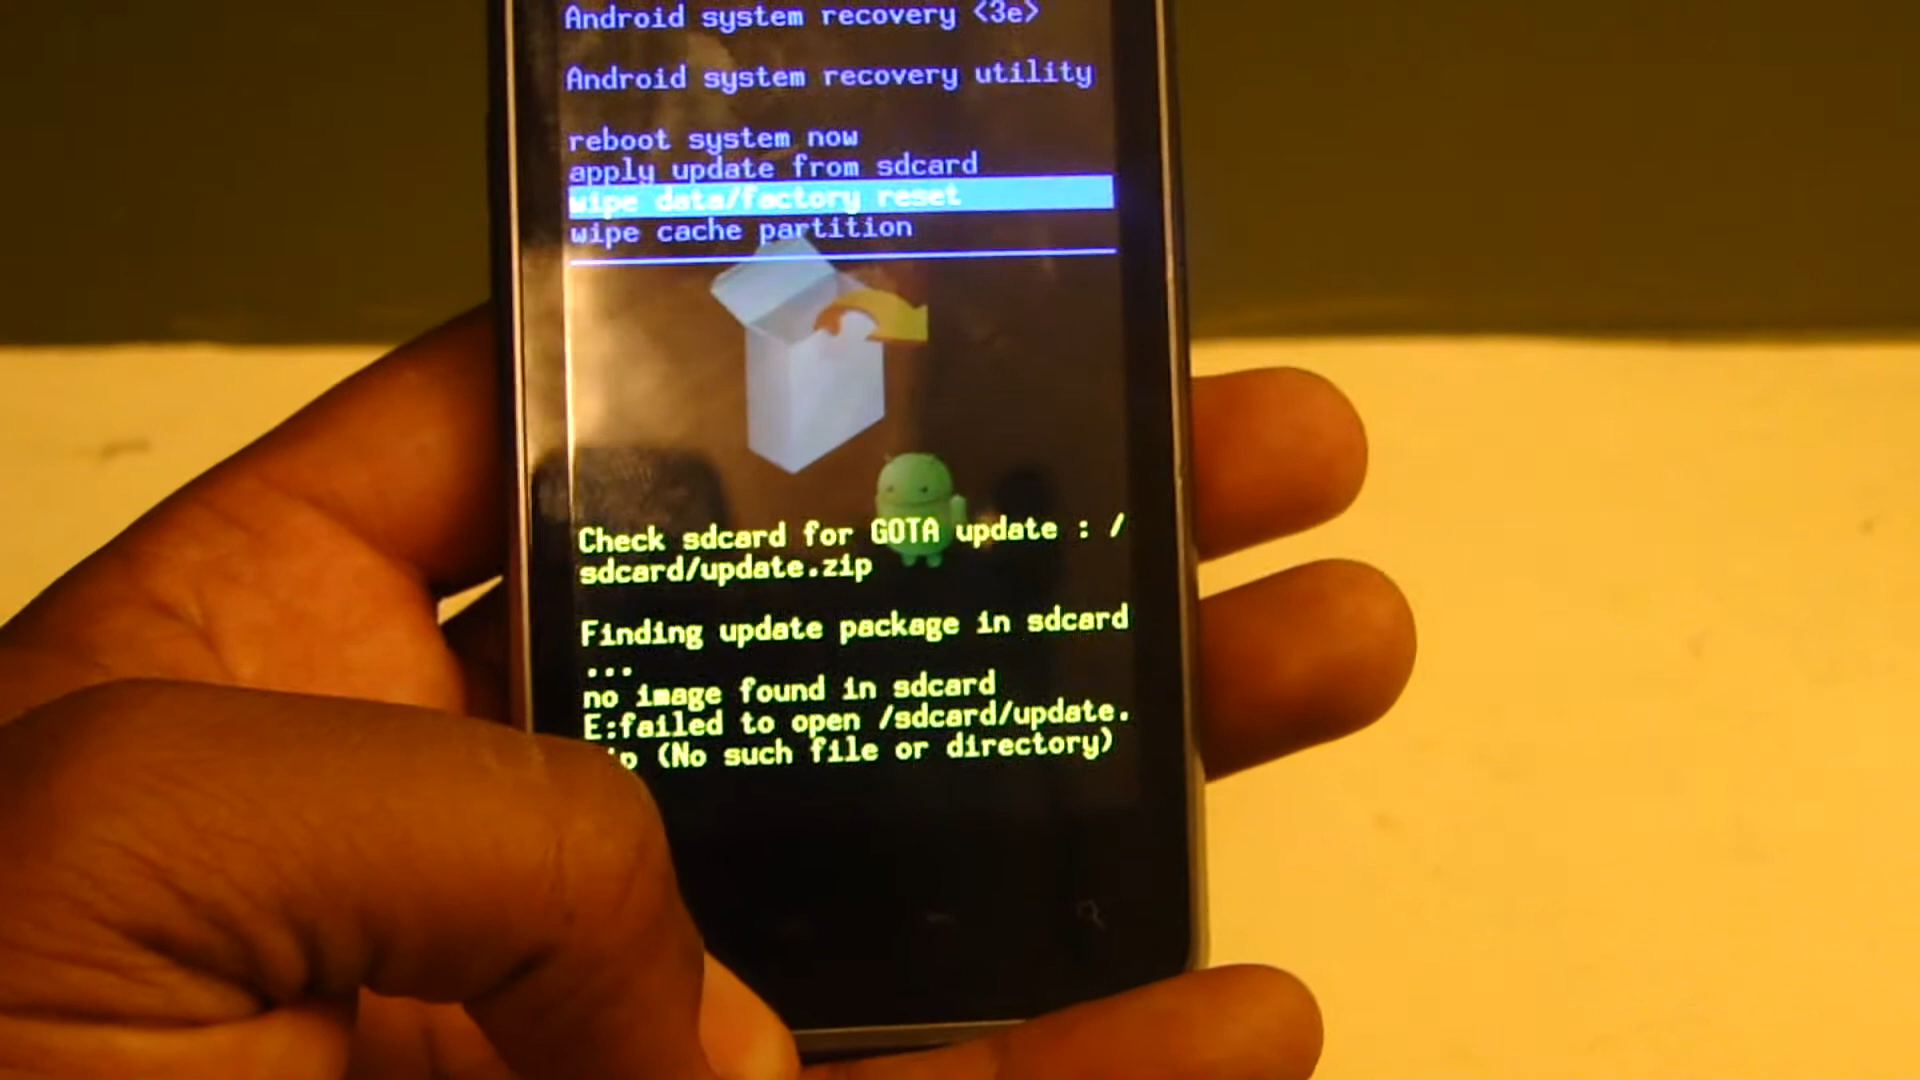 Android system recovery <3e>
Android system recovery utility
reboot system now
apply update from sdcard
wipe data/factory reset
wipe cache partition
Check sdcard for GOTA update : /
sdcard/update.zip
Finding update package in sdcard
...
no image found in sdcard
E:failed to open /sdcard/update.
ip (No such file or directory)